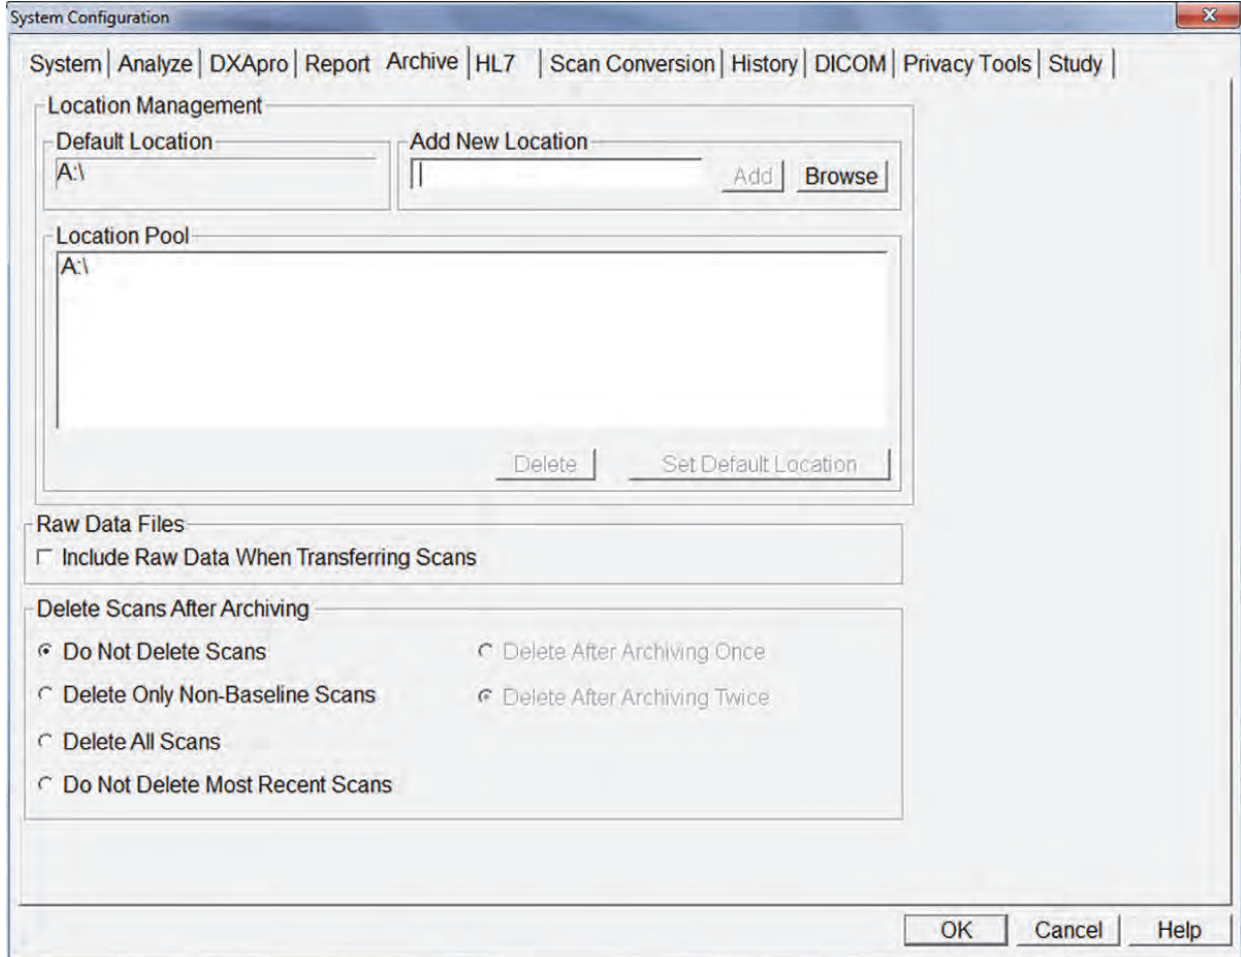 System Configuration
System Analyze DXApro Report Archive HL7 Scan Conversion History DICOM Privacy Tools Study
Location Management
Default Location
A:\
Add New Location
Add
Browse
Location Pool
A:\
Delete
Set Default Location
Raw Data Files
Include Raw Data When Transferring Scans
Delete Scans After Archiving
Do Not Delete Scans
Delete After Archiving Once
Delete Only Non-Baseline Scans
Delete After Archiving Twice
Delete All Scans
Do Not Delete Most Recent Scans
OK
Cancel
Help